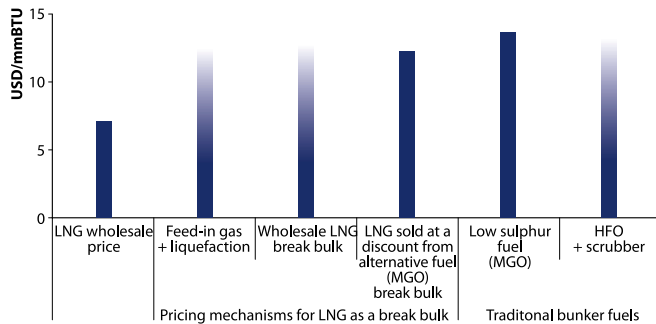 USD/mmBTU
15
10
5
0
LNG wholesale
price
Feed-in gas
+ liquefaction
Wholesale LNG
break bulk
LNG sold at a
discount from
alternative fuel
(MGO)
break bulk
Low sulphur
fuel
(MGO)
HFO
+ scrubber
Pricing mechanisms for LNG as a break bulk
Traditonal bunker fuels